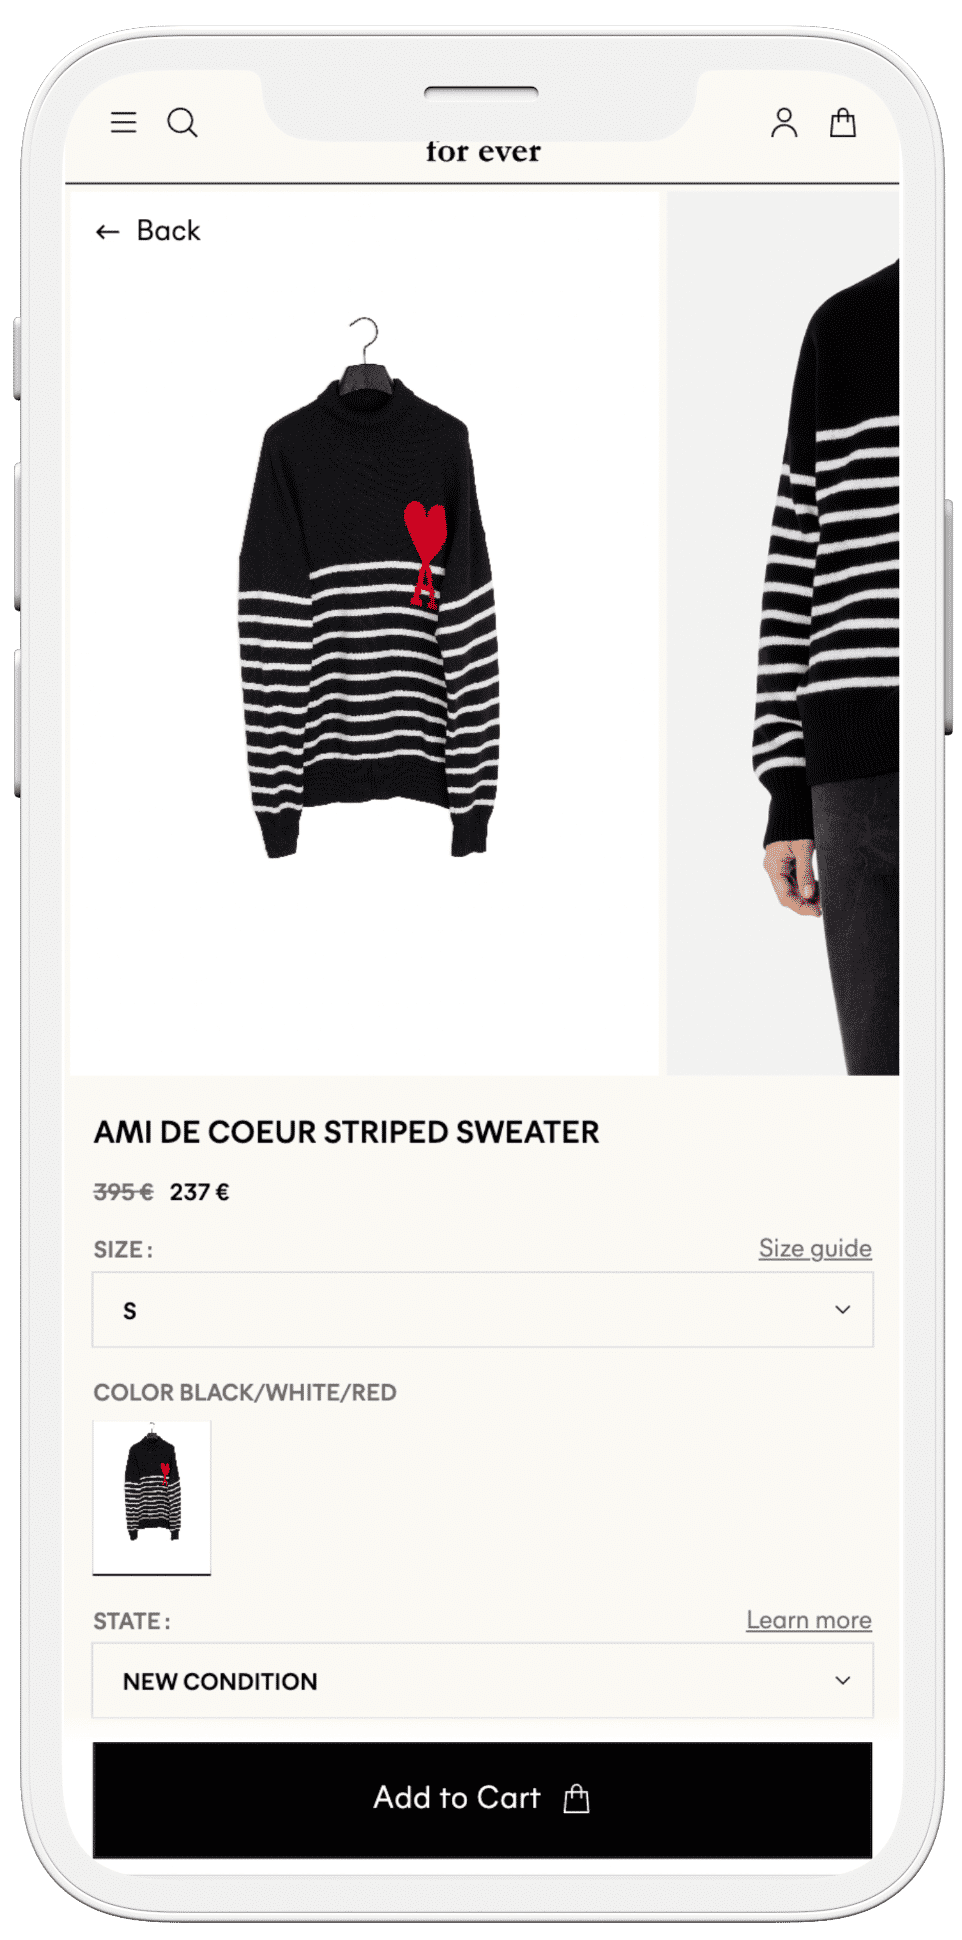 for ever
← Back
AMI DE COEUR STRIPED SWEATER
395 € 237 €
SIZE : Size guide
S
COLOR BLACK/WHITE/RED
STATE : Learn more
NEW CONDITION
Add to Cart